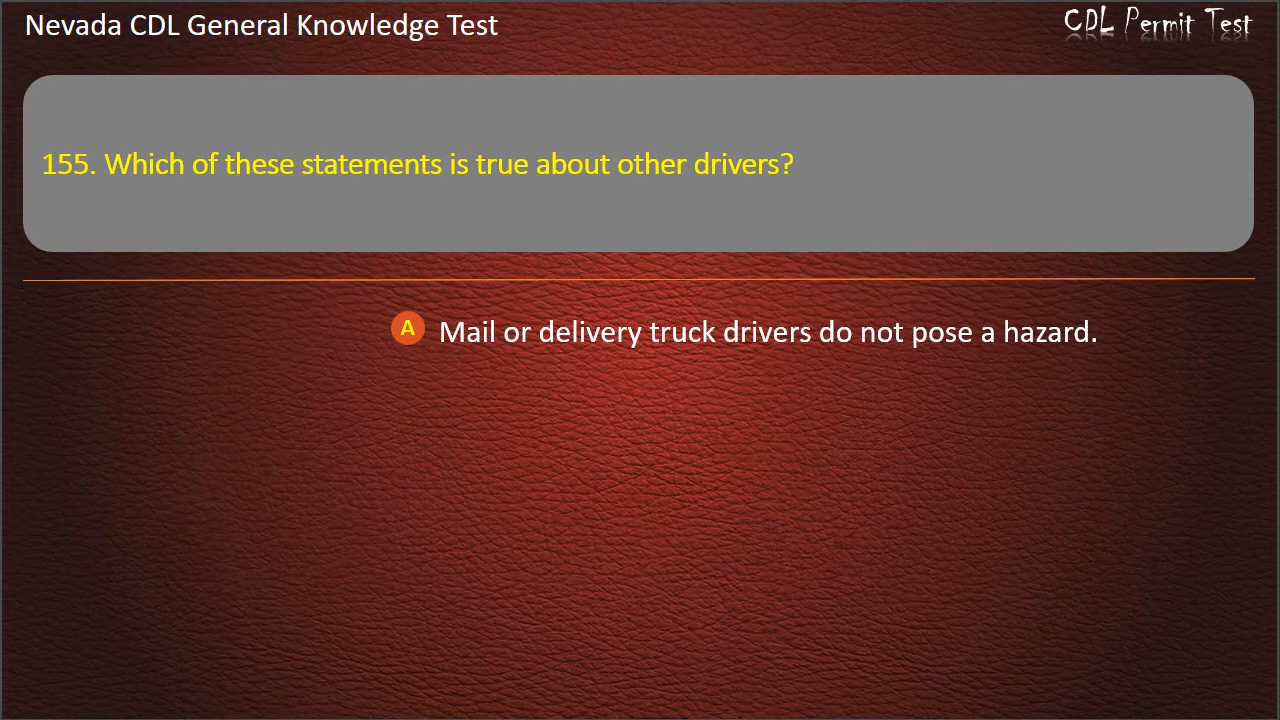 Nevada CDL General Knowledge Test
CDL Permit Test
155. Which of these statements is true about other drivers?
A Mail or delivery truck drivers do not pose a hazard.